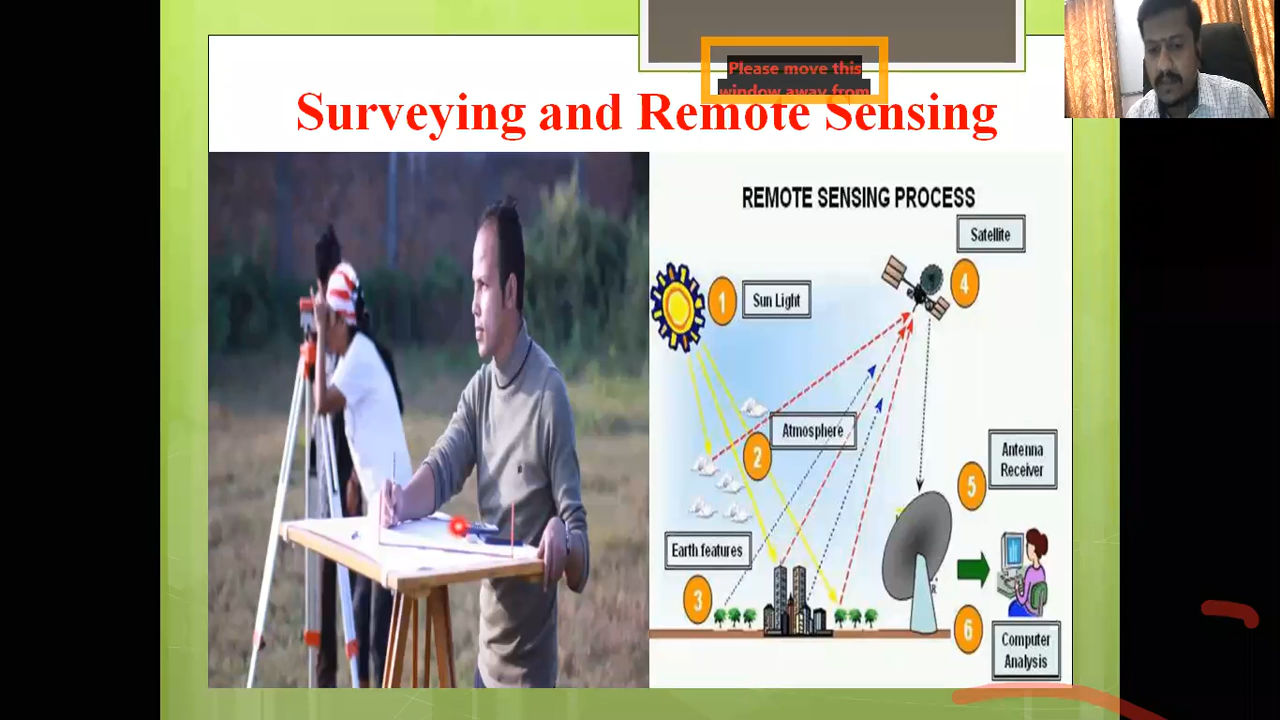 Please move this
window away from
Surveying and Remote Sensing
REMOTE SENSING PROCESS
Satellite
4
1
Sun Light
Atmosphere
2
Antenna
Receiver
5
Earth features
3
6
Computer
Analysis